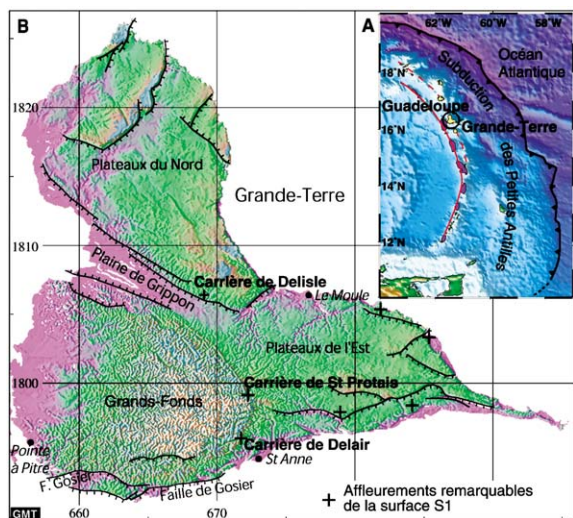 B
A
62°W
60°W
58°W
Océan
Atlantique
18°N
Subduction
Guadeloupe
16°N
Grande-Terre
des Petites Antilles
14°N
12°N
1820
Plateaux du Nord
Grande-Terre
1810
Plaine de Grippon
Carrière de Delisle
Le Moule
Plateaux de l'Est
1800
Carrière de St Protais
Grands-Fonds
Carrière de Delair
Pointe
à Pitre
St Anne
F. Gosier
Faille de Gosier
GMT
660
670
+ Affleurements remarquables
de la surface S1